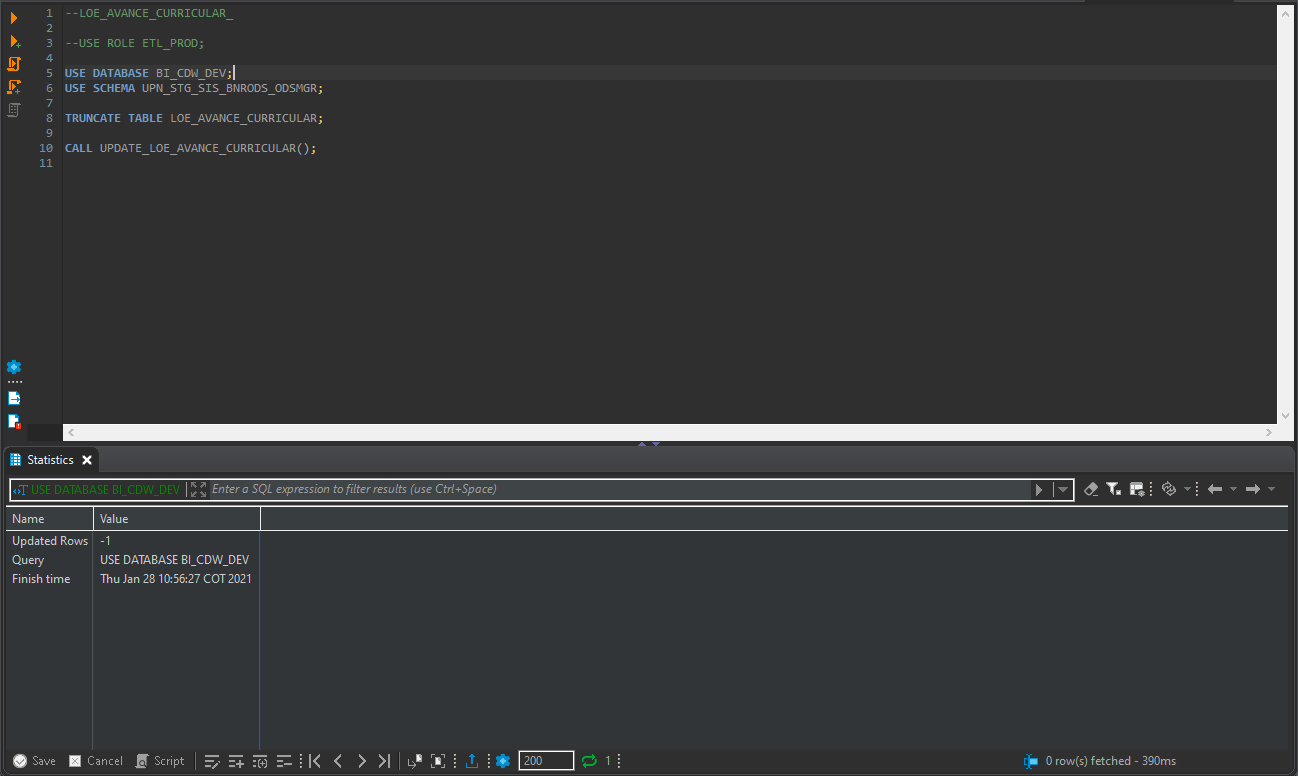 1 --LOE_AVANCE_CURRICULAR_
2
3 --USE ROLE ETL_PROD;
4
5 USE DATABASE BI_CDW_DEV;
6 USE SCHEMA UPN_STG_SIS_BNRODS_ODSMGR;
7
8 TRUNCATE TABLE LOE_AVANCE_CURRICULAR;
9
10 CALL UPDATE_LOE_AVANCE_CURRICULAR();
11
Statistics
USE DATABASE BI_CDW_DEV Enter a SQL expression to filter results (use Ctrl+Space)
Name Value
Updated Rows -1
Query USE DATABASE BI_CDW_DEV
Finish time Thu Jan 28 10:56:27 COT 2021
Save Cancel Script 200 1 0 row(s) fetched - 390ms